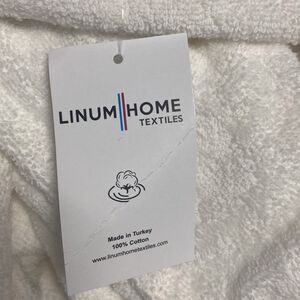 LINUM HOME
TEXTILES
Made in Turkey
100% Cotton
www.linumhometextiles.com